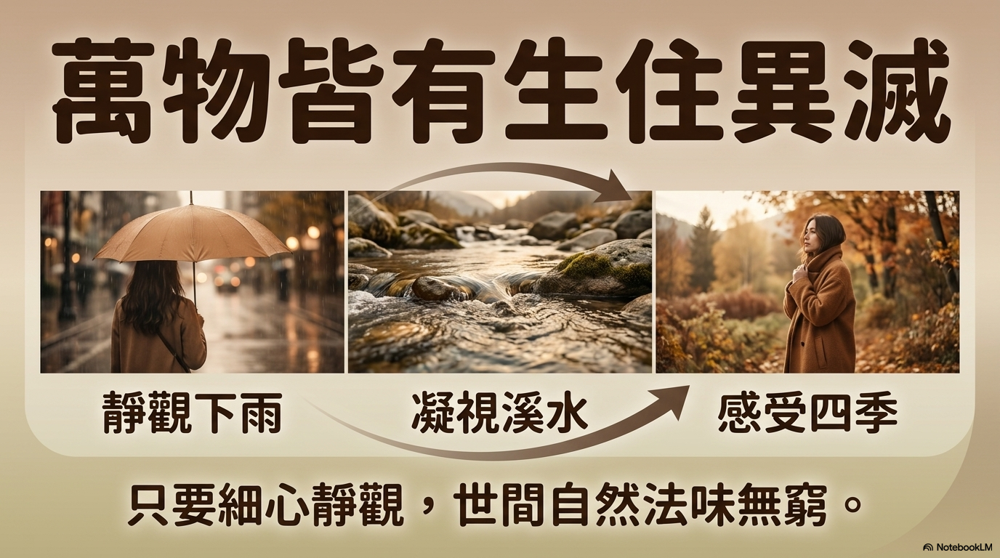 萬物皆有生住異滅
靜觀下雨
凝視溪水
感受四季
只要細心靜觀，世間自然法味無窮。
NotebookLM